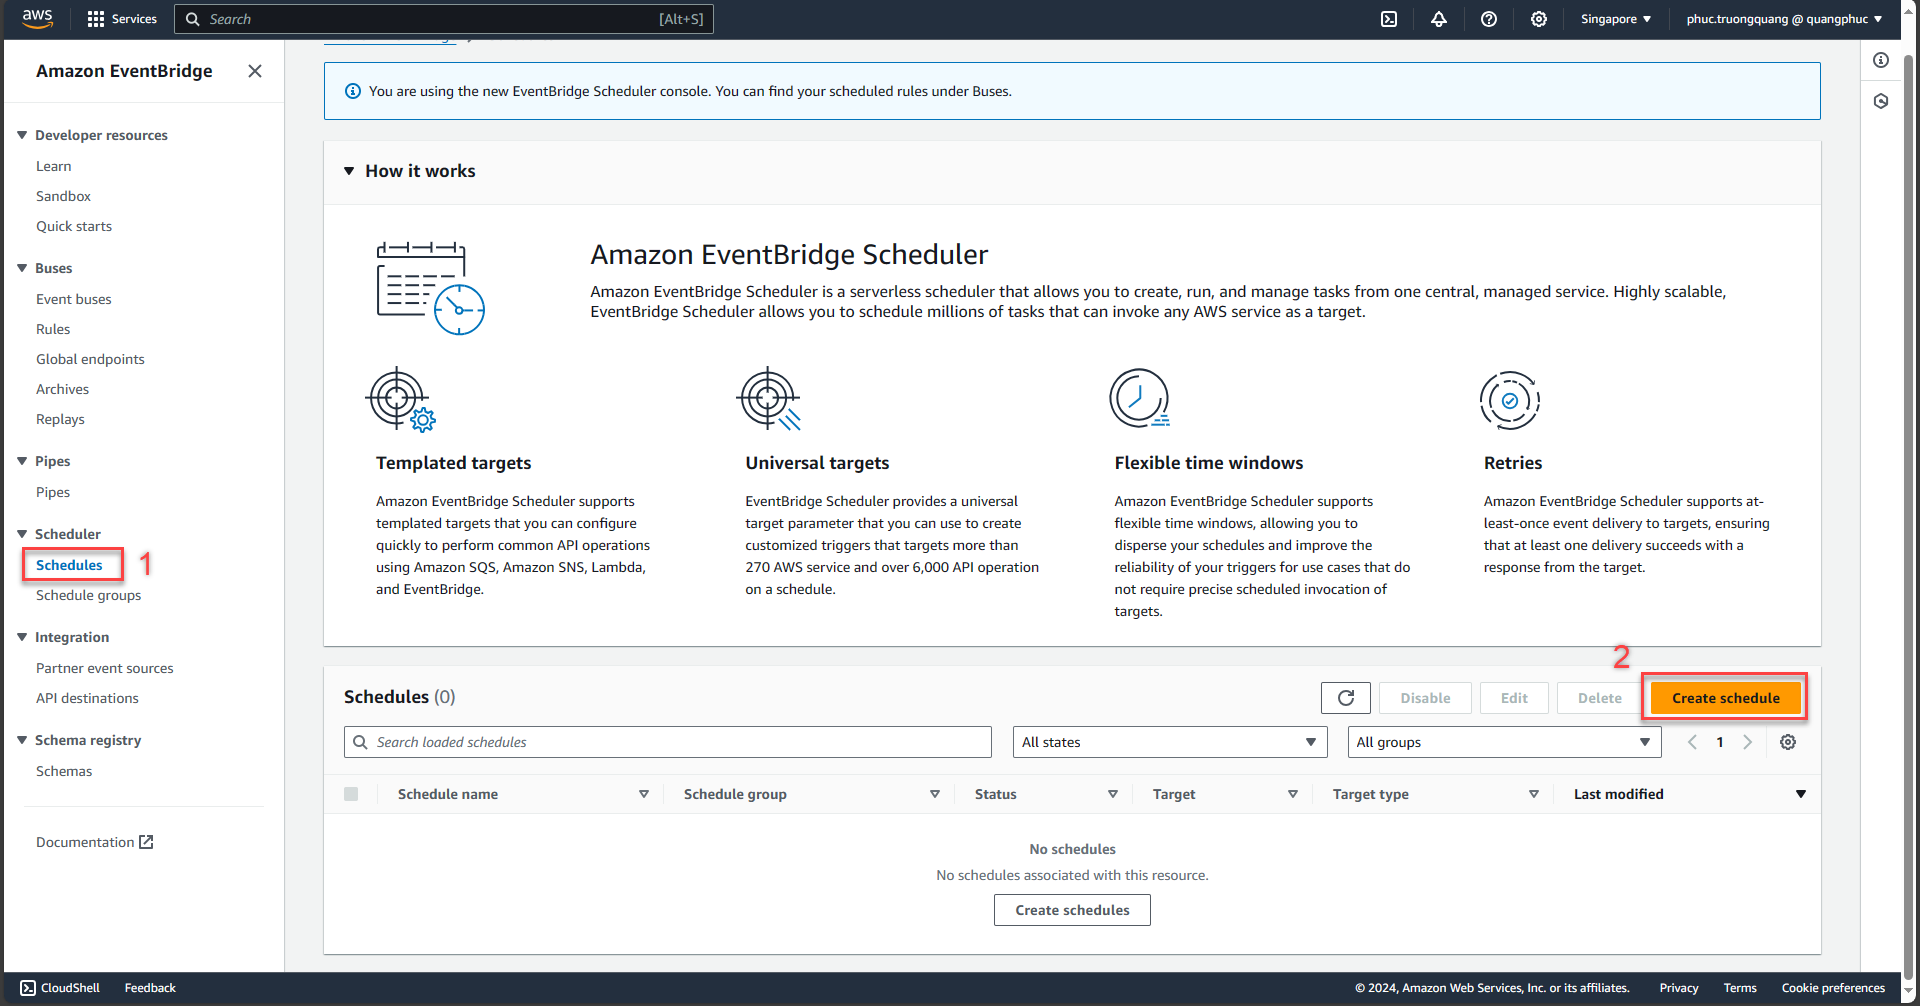 aws
Services
Search
[Alt+S]
Singapore
phuc.truongquang @ quangphuc
Amazon EventBridge
Developer resources
Learn
Sandbox
Quick starts
Buses
Event buses
Rules
Global endpoints
Archives
Replays
Pipes
Pipes
Scheduler
Schedules 1
Schedule groups
Integration
Partner event sources
API destinations
Schema registry
Schemas
Documentation
You are using the new EventBridge Scheduler console. You can find your scheduled rules under Buses.
How it works
Amazon EventBridge Scheduler
Amazon EventBridge Scheduler is a serverless scheduler that allows you to create, run, and manage tasks from one central, managed service. Highly scalable,
EventBridge Scheduler allows you to schedule millions of tasks that can invoke any AWS service as a target.
Templated targets
Amazon EventBridge Scheduler supports
templated targets that you can configure
quickly to perform common API operations
using Amazon SQS, Amazon SNS, Lambda,
and EventBridge.
Universal targets
EventBridge Scheduler provides a universal
target parameter that you can use to create
customized triggers that targets more than
270 AWS service and over 6,000 API operation
on a schedule.
Flexible time windows
Amazon EventBridge Scheduler supports
flexible time windows, allowing you to
disperse your schedules and improve the
reliability of your triggers for use cases that do
not require precise scheduled invocation of
targets.
Retries
Amazon EventBridge Scheduler supports at-
least-once event delivery to targets, ensuring
that at least one delivery succeeds with a
response from the target.
2
Schedules (0)
Disable
Edit
Delete
Create schedule
Search loaded schedules
All states
All groups
1
Schedule name
Schedule group
Status
Target
Target type
Last modified
No schedules
No schedules associated with this resource.
Create schedules
CloudShell
Feedback
© 2024, Amazon Web Services, Inc. or its affiliates.
Privacy
Terms
Cookie preferences